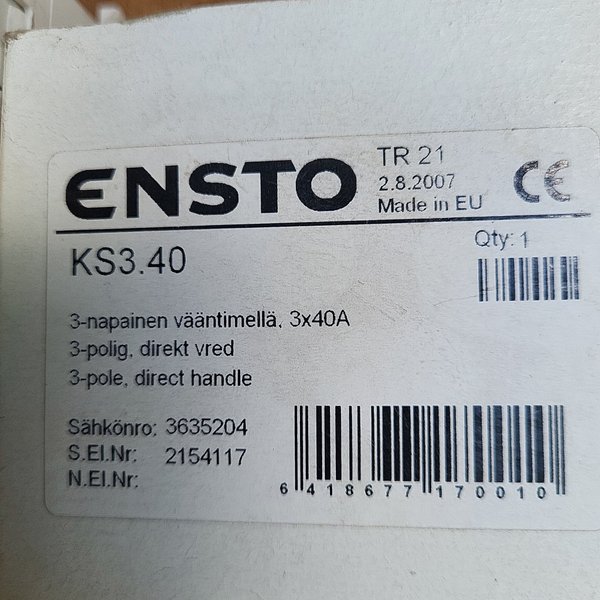 ENSTO
TR 21
2.8.2007
Made in EU
CE
KS3.40
Qty: 1
3-napainen vääntimellä, 3x40A
3-polig, direkt vred
3-pole, direct handle
Sähkönro: 3635204
S.El.Nr: 2154117
N.El.Nr:
6 418677 170010